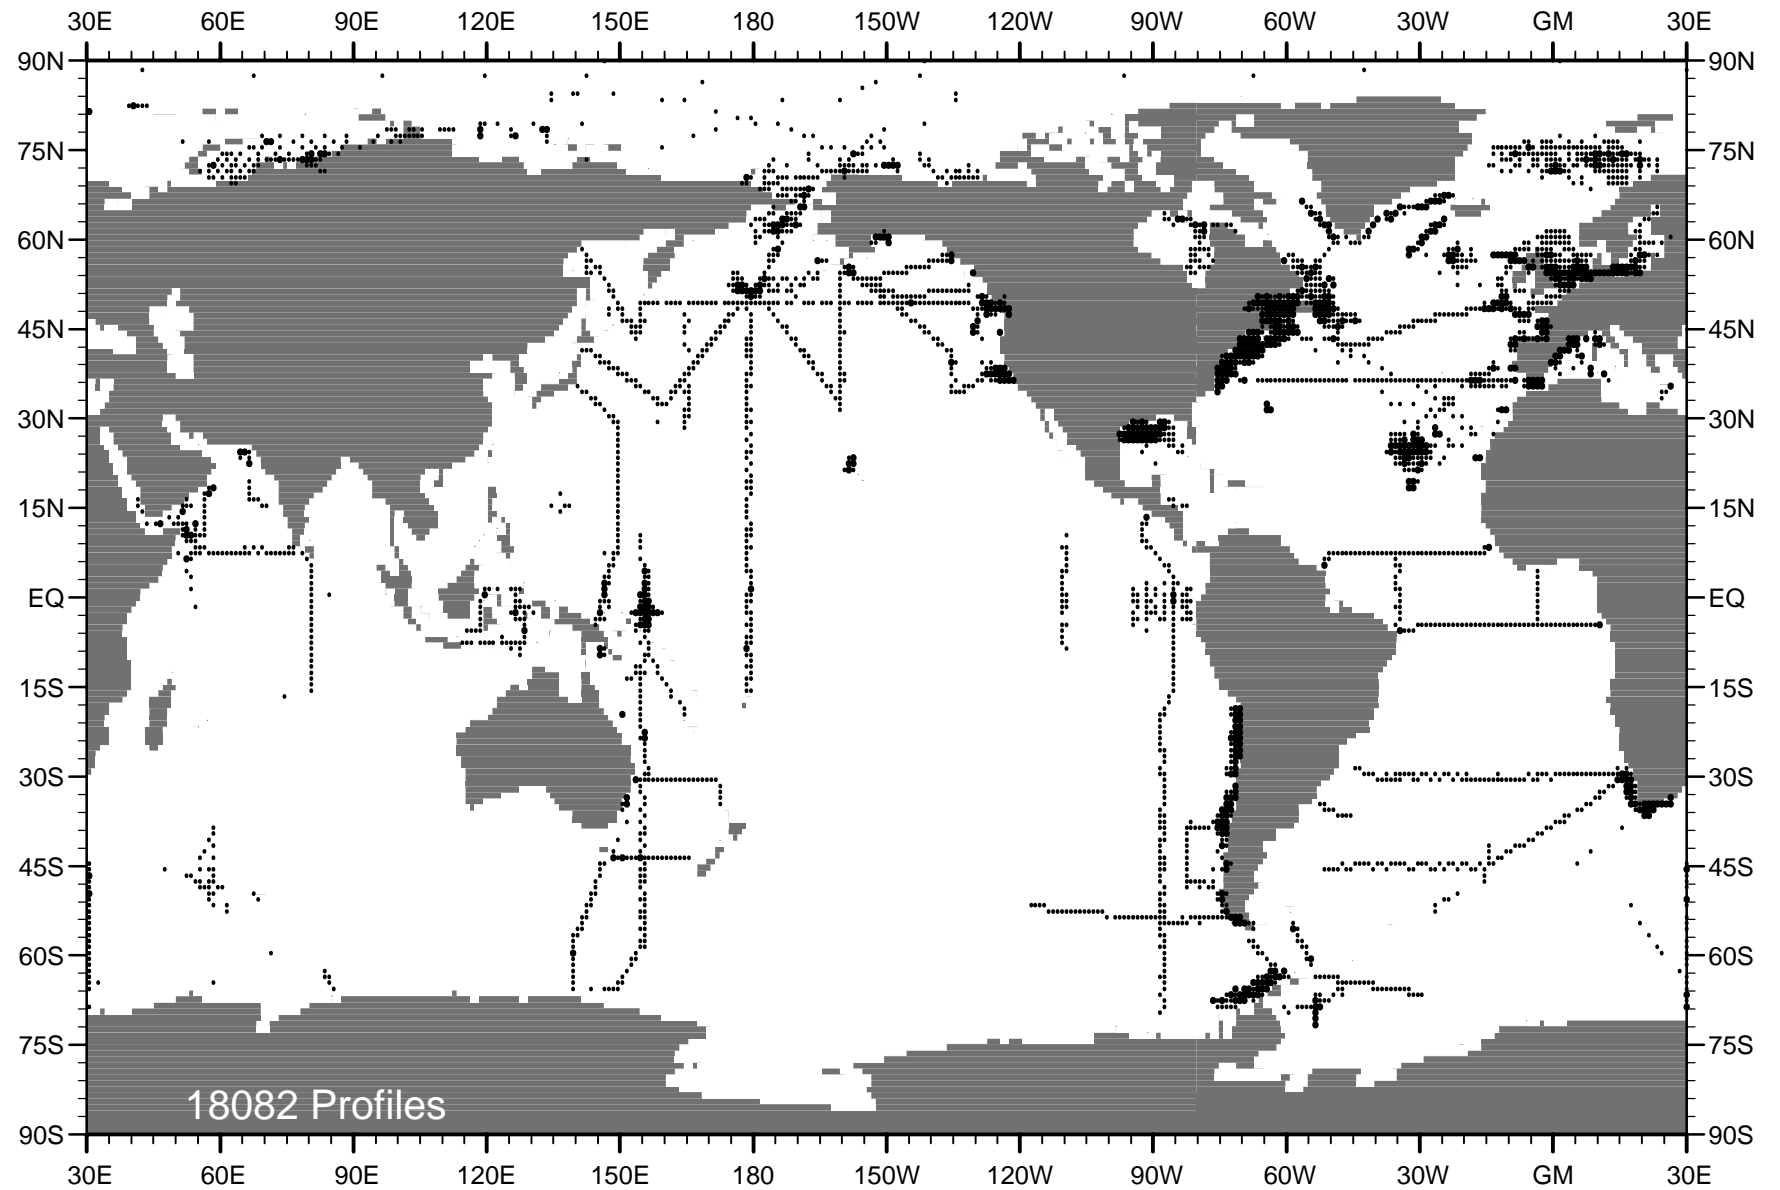 30E 60E 90E 120E 150E 180 150W 120W 90W 60W 30W GM 30E
90N 90N
75N 75N
60N 60N
45N 45N
30N 30N
15N 15N
EQ EQ
15S 15S
30S 30S
45S 45S
60S 60S
75S 75S
18082 Profiles
90S 90S
30E 60E 90E 120E 150E 180 150W 120W 90W 60W 30W GM 30E